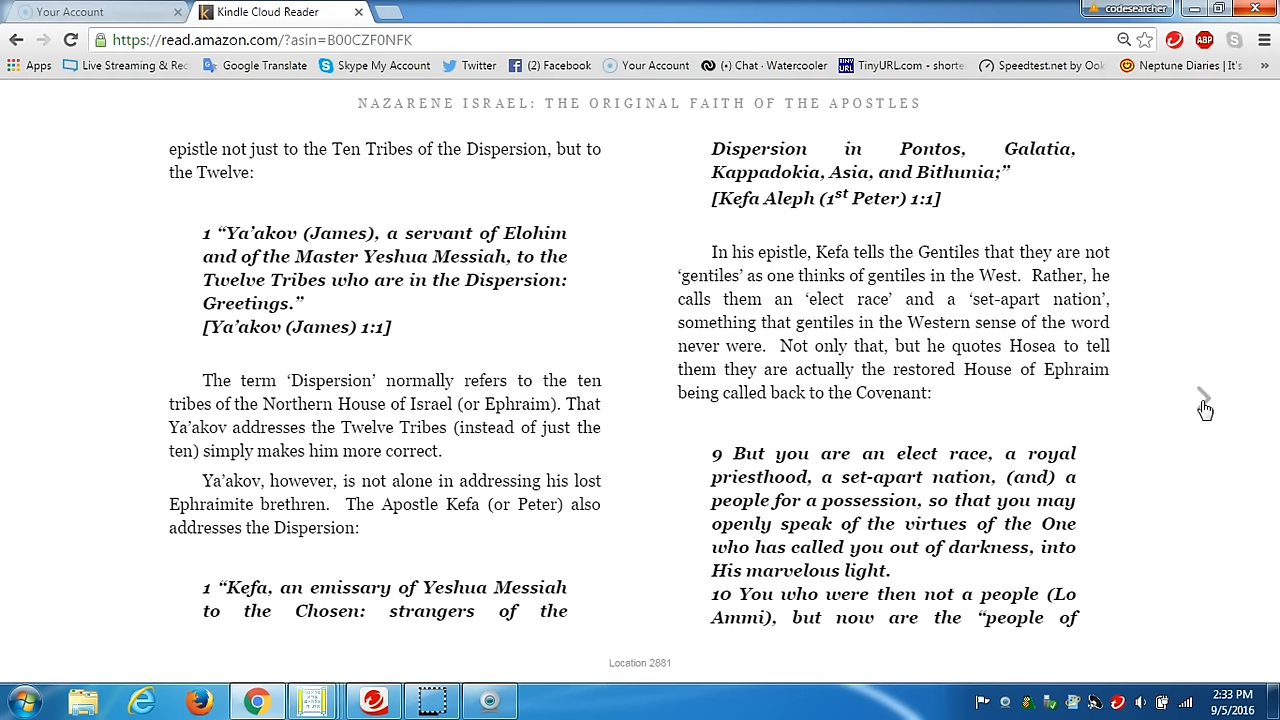 Your Account
Kindle Cloud Reader
codesearcher
https://read.amazon.com/?asin=B00CZF0NFK
ABP
Apps
Live Streaming & Re
Google Translate
Skype My Account
Twitter
(2) Facebook
Your Account
(•) Chat · Watercooler
TinyURL.com - shorte
Speedtest.net by Ook
Neptune Diaries | It's
NAZARENE ISRAEL: THE ORIGINAL FAITH OF THE APOSTLES
epistle not just to the Ten Tribes of the Dispersion, but to
the Twelve:
1 “Ya’akov (James), a servant of Elohim
and of the Master Yeshua Messiah, to the
Twelve Tribes who are in the Dispersion:
Greetings.”
[Ya’akov (James) 1:1]
The term ‘Dispersion’ normally refers to the ten
tribes of the Northern House of Israel (or Ephraim). That
Ya’akov addresses the Twelve Tribes (instead of just the
ten) simply makes him more correct.
Ya’akov, however, is not alone in addressing his lost
Ephraimite brethren. The Apostle Kefa (or Peter) also
addresses the Dispersion:
1 “Kefa, an emissary of Yeshua Messiah
to the Chosen: strangers of the
Dispersion in Pontos, Galatia,
Kappadokia, Asia, and Bithunia;”
[Kefa Aleph (1st Peter) 1:1]
In his epistle, Kefa tells the Gentiles that they are not
‘gentiles’ as one thinks of gentiles in the West. Rather, he
calls them an ‘elect race’ and a ‘set-apart nation’,
something that gentiles in the Western sense of the word
never were. Not only that, but he quotes Hosea to tell
them they are actually the restored House of Ephraim
being called back to the Covenant:
9 But you are an elect race, a royal
priesthood, a set-apart nation, (and) a
people for a possession, so that you may
openly speak of the virtues of the One
who has called you out of darkness, into
His marvelous light.
10 You who were then not a people (Lo
Ammi), but now are the “people of
Location 2881
2:33 PM
9/5/2016